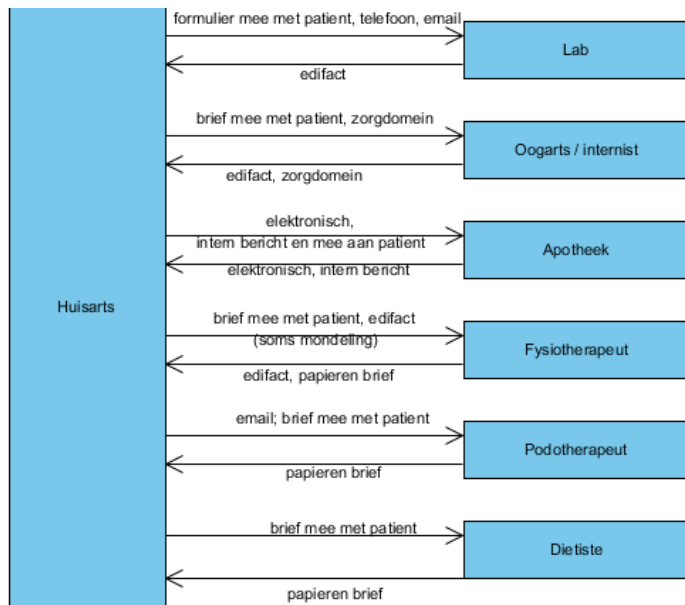 formulier mee met patient, telefoon, email
Lab
edifact
brief mee met patient, zorgdomein
Oogarts / internist
edifact, zorgdomein
elektronisch,
intern bericht en mee aan patient
Apotheek
elektronisch, intern bericht
Huisarts
brief mee met patient, edifact
(soms mondeling)
Fysiotherapeut
edifact, papieren brief
email; brief mee met patient
Podotherapeut
papieren brief
brief mee met patient
Dietiste
papieren brief